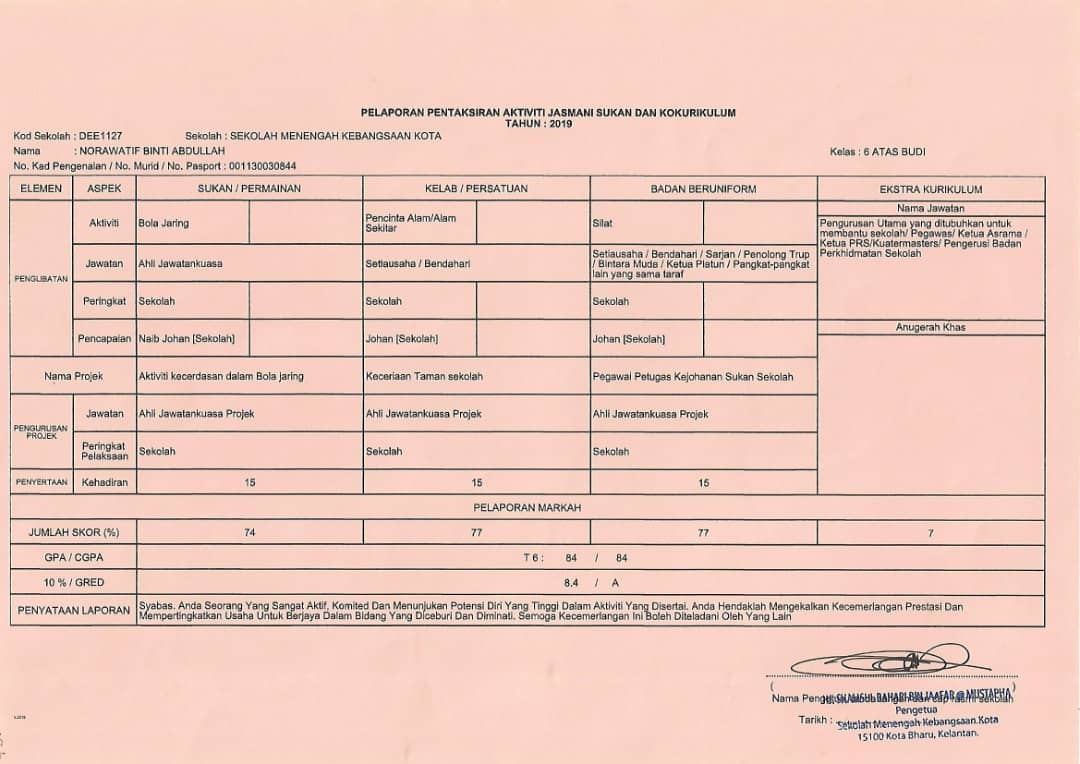 PELAPORAN PENTAKSIRAN AKTIVITI JASMANI SUKAN DAN KOKURIKULUM
TAHUN : 2019
Kod Sekolah : DEE1127 Sekolah : SEKOLAH MENENGAH KEBANGSAAN KOTA
Nama : NORAWATIF BINTI ABDULLAH Kelas : 6 ATAS BUDI
No. Kad Pengenalan / No. Murid / No. Pasport : 001130030844
ELEMEN ASPEK SUKAN / PERMAINAN KELAB / PERSATUAN BADAN BERUNIFORM EKSTRA KURIKULUM
Nama Jawatan
PENGLIBATAN
Aktiviti Bola Jaring
Pencinta Alam/Alam
Sekitar
Silat
Pengurusan Utama yang ditubuhkan untuk
membantu sekolah/ Pegawas/ Ketua Asrama /
Ketua PRS/Kuatermasters/ Pengerusi Badan
Perkhidmatan Sekolah
Jawatan Ahli Jawatankuasa Setiausaha / Bendahari
Setiausaha / Bendahari / Sarjan / Penolong Trup
/ Bintara Muda / Ketua Platun / Pangkat-pangkat
lain yang sama taraf
Peringkat Sekolah Sekolah Sekolah
Anugerah Khas
Pencapaian Naib Johan [Sekolah] Johan [Sekolah] Johan [Sekolah]
Nama Projek Aktiviti kecerdasan dalam Bola jaring Keceriaan Taman sekolah Pegawai Petugas Kejohanan Sukan Sekolah
PENGURUSAN
PROJEK
Jawatan Ahli Jawatankuasa Projek Ahli Jawatankuasa Projek Ahli Jawatankuasa Projek
Peringkat
Pelaksaan
Sekolah Sekolah Sekolah
PENYERTAAN Kehadiran 15 15 15
PELAPORAN MARKAH
JUMLAH SKOR (%) 74 77 77 7
GPA / CGPA T 6 : 84 / 84
10 % / GRED 8.4 / A
PENYATAAN LAPORAN
Syabas. Anda Seorang Yang Sangat Aktif, Komited Dan Menunjukan Potensi Diri Yang Tinggi Dalam Aktiviti Yang Disertai. Anda Hendaklah Mengekalkan Kecemerlangan Prestasi Dan
Mempertingkatkan Usaha Untuk Berjaya Dalam Bidang Yang Diceburi Dan Diminati. Semoga Kecemerlangan Ini Boleh Diteladani Oleh Yang Lain
( )
Nama sekolah
SHAMSUL BAHARI BIN JAAFAR @ MUSTAPHA
Pengetua
Tarikh : Sekolah Menengah Kebangsaan Kota
15100 Kota Bharu, Kelantan.